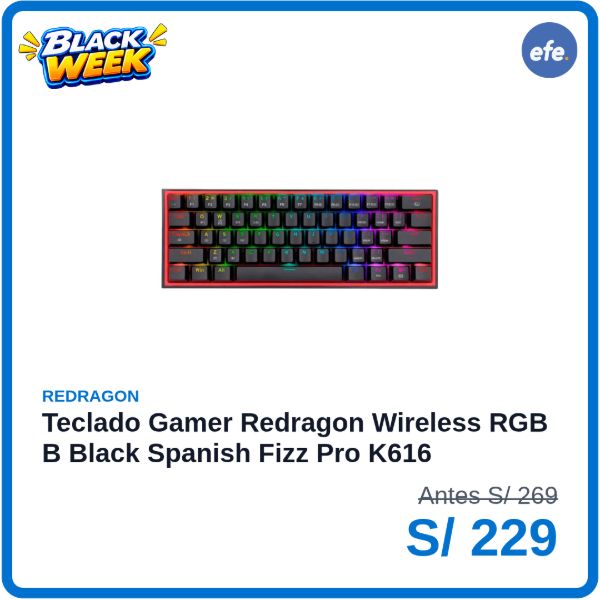 BLACK
WEEK
efe.
REDRAGON
Teclado Gamer Redragon Wireless RGB
B Black Spanish Fizz Pro K616
Antes S/ 269
S/ 229